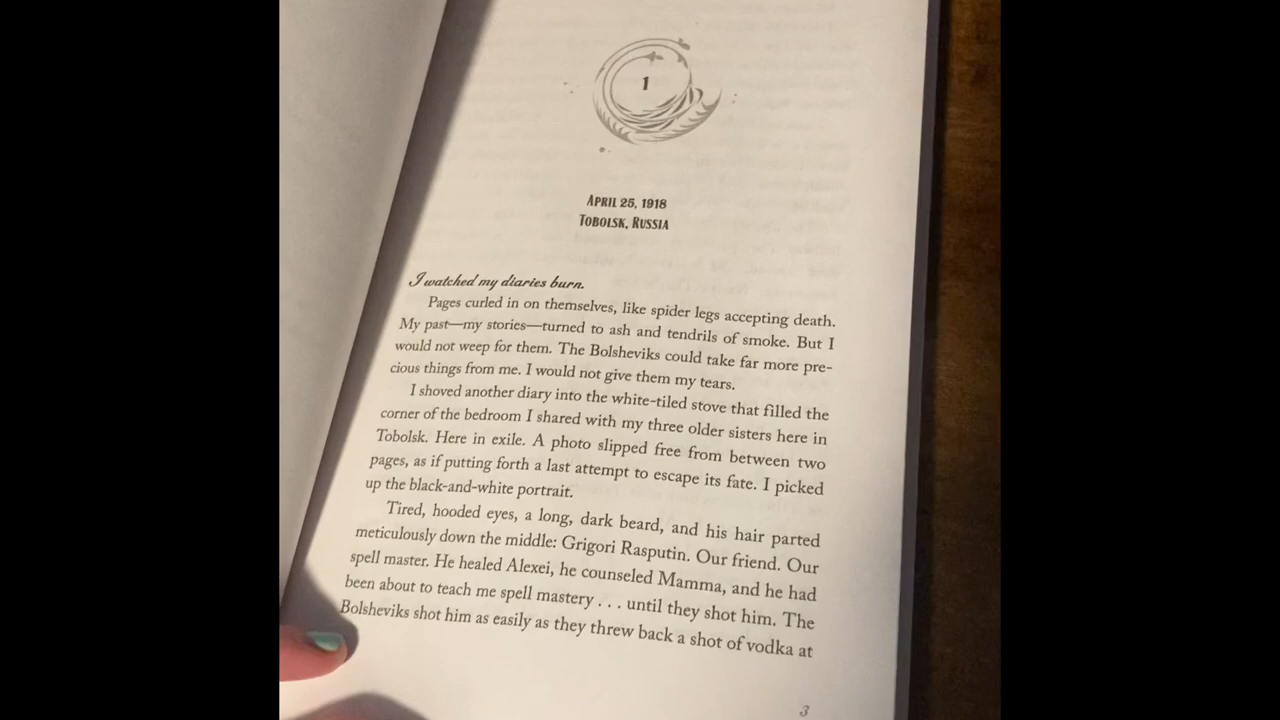 1
APRIL 25, 1918
TOBOLSK, RUSSIA
I watched my diaries burn.
Pages curled in on themselves, like spider legs accepting death.
My past—my stories—turned to ash and tendrils of smoke. But I
would not weep for them. The Bolsheviks could take far more pre-
cious things from me. I would not give them my tears.
I shoved another diary into the white-tiled stove that filled the
corner of the bedroom I shared with my three older sisters here in
Tobolsk. Here in exile. A photo slipped free from between two
pages, as if putting forth a last attempt to escape its fate. I picked
up the black-and-white portrait.
Tired, hooded eyes, a long, dark beard, and his hair parted
meticulously down the middle: Grigori Rasputin. Our friend. Our
spell master. He healed Alexei, he counseled Mamma, and he had
been about to teach me spell mastery . . . until they shot him. The
Bolsheviks shot him as easily as they threw back a shot of vodka at
3